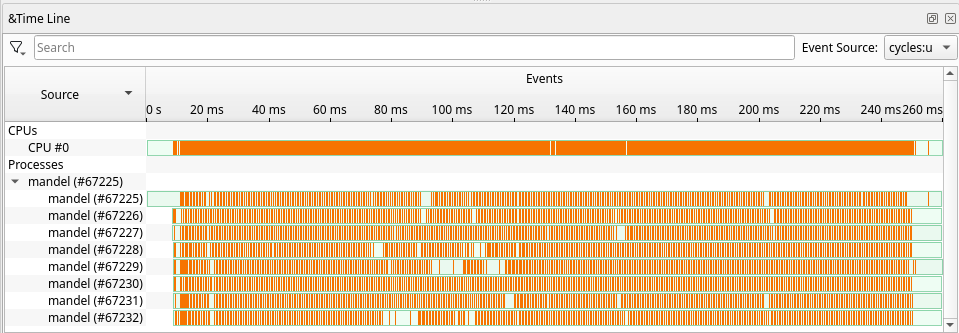 &Time Line
Search Event Source: cycles:u
Source Events
0 s 20 ms 40 ms 60 ms 80 ms 100 ms 120 ms 140 ms 160 ms 180 ms 200 ms 220 ms 240 ms 260 ms
CPUs
CPU #0
Processes
mandel (#67225)
mandel (#67225)
mandel (#67226)
mandel (#67227)
mandel (#67228)
mandel (#67229)
mandel (#67230)
mandel (#67231)
mandel (#67232)